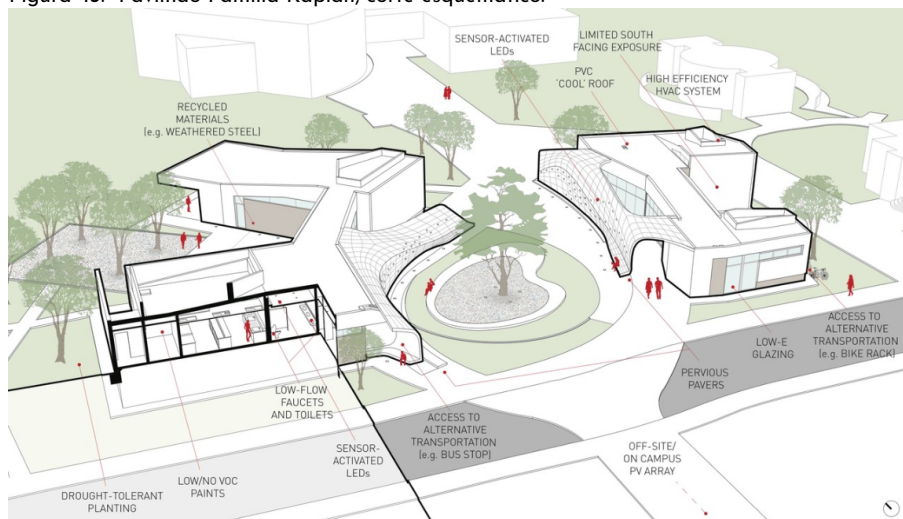 Figura 43: Pavilhão Família Kaplan/corte esquemático.
SENSOR-ACTIVATED
LEDs
LIMITED SOUTH
FACING EXPOSURE
PVC
'COOL' ROOF
HIGH EFFICIENCY
HVAC SYSTEM
RECYCLED
MATERIALS
(e.g. WEATHERED STEEL)
ACCESS TO
ALTERNATIVE
TRANSPORTATION
(e.g. BIKE RACK)
LOW-E
GLAZING
PERVIOUS
PAVERS
LOW-FLOW
FAUCETS
AND TOILETS
ACCESS TO
ALTERNATIVE
TRANSPORTATION
(e.g. BUS STOP)
SENSOR-
ACTIVATED
LEDs
OFF-SITE/
ON CAMPUS
PV ARRAY
LOW/NO VOC
PAINTS
DROUGHT-TOLERANT
PLANTING